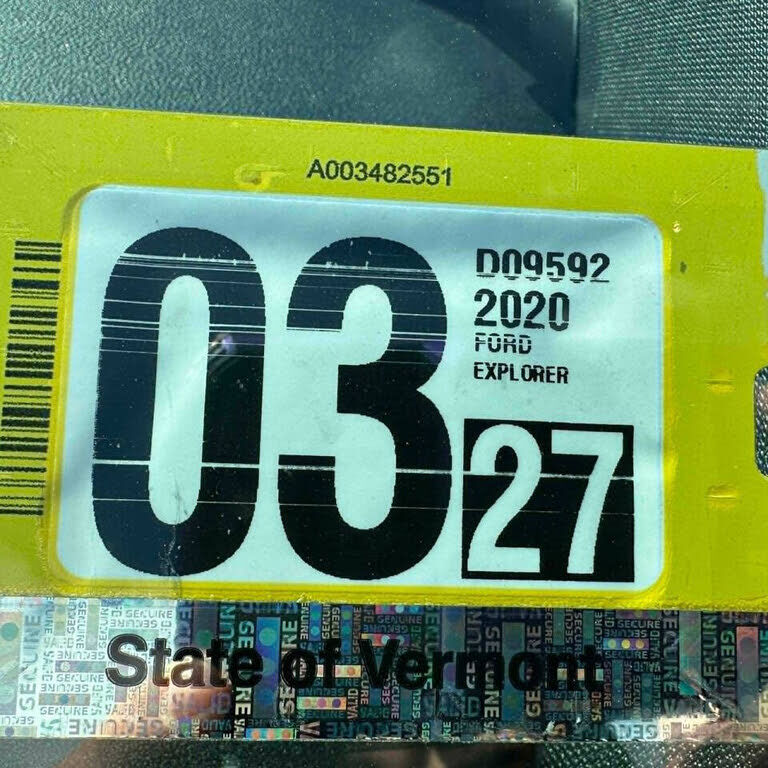 A003482551
03
D09592
2020
FORD
EXPLORER
27
State of Vermont